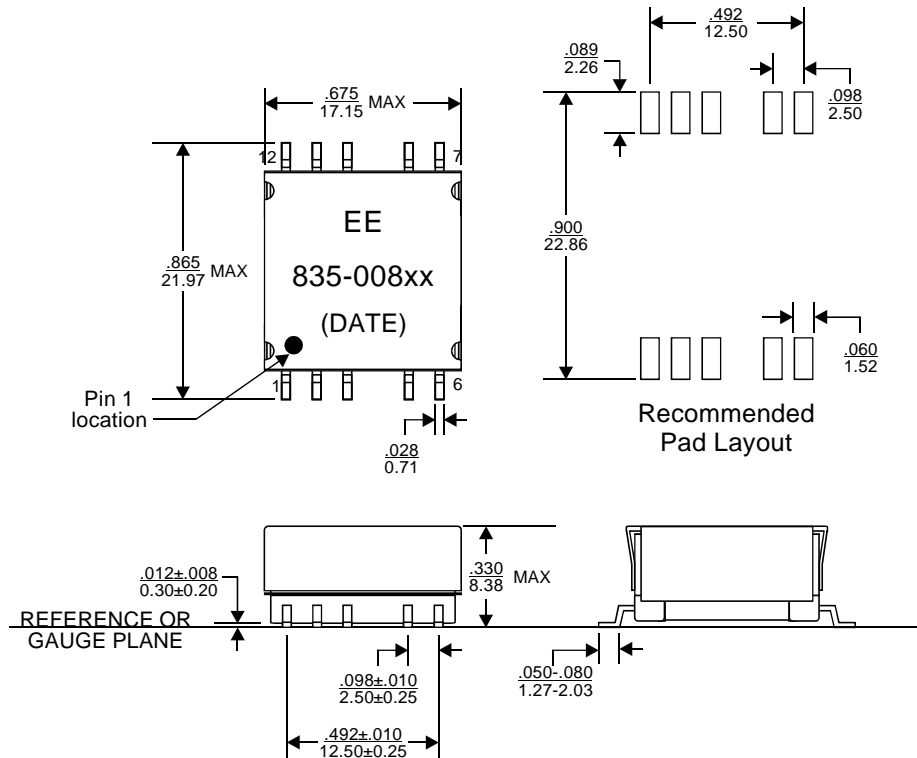 .492
12.50
.089
2.26
.675
17.15 MAX
.098
2.50
12
7
EE
.900
22.86
.865
21.97 MAX
835-008xx
(DATE)
.060
1.52
1
6
Pin 1
location
Recommended
Pad Layout
.028
0.71
.012±.008
0.30±0.20
.330
8.38 MAX
REFERENCE OR
GAUGE PLANE
.098±.010
2.50±0.25
.050-.080
1.27-2.03
.492±.010
12.50±0.25